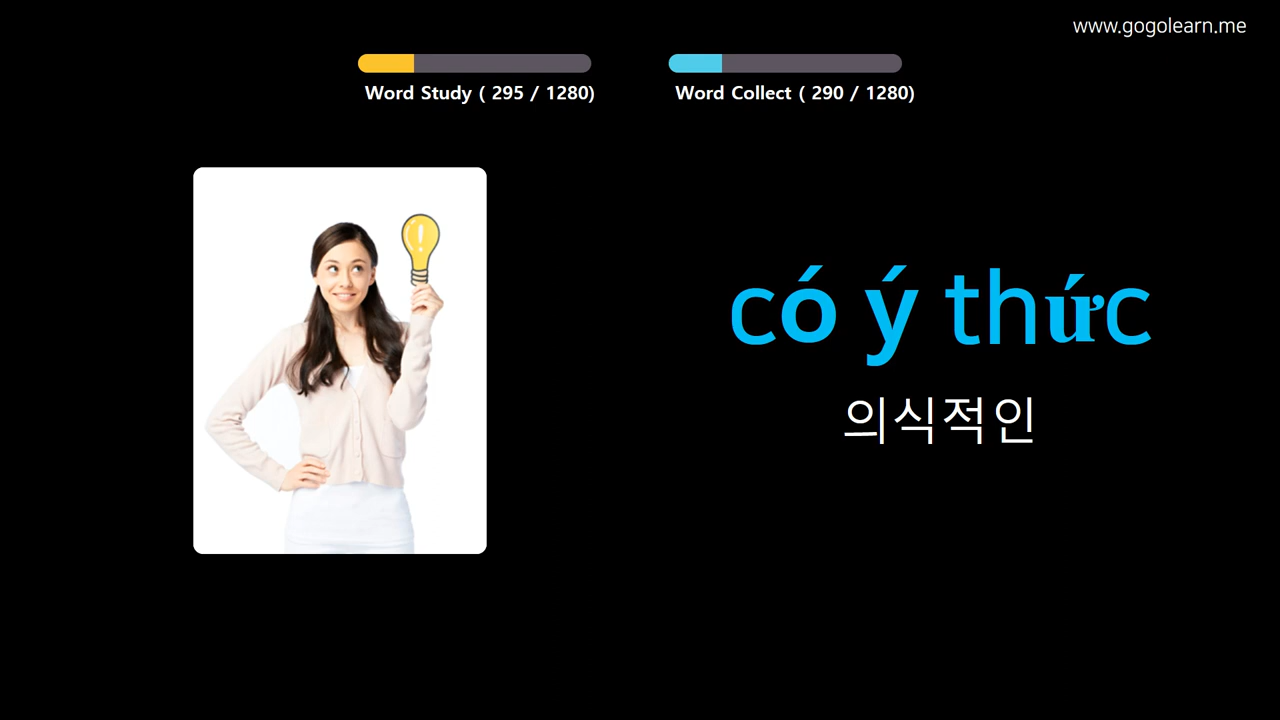 www.gogolearn.me
Word Study ( 295 / 1280)
Word Collect ( 290 / 1280)
có ý thức
의식적인